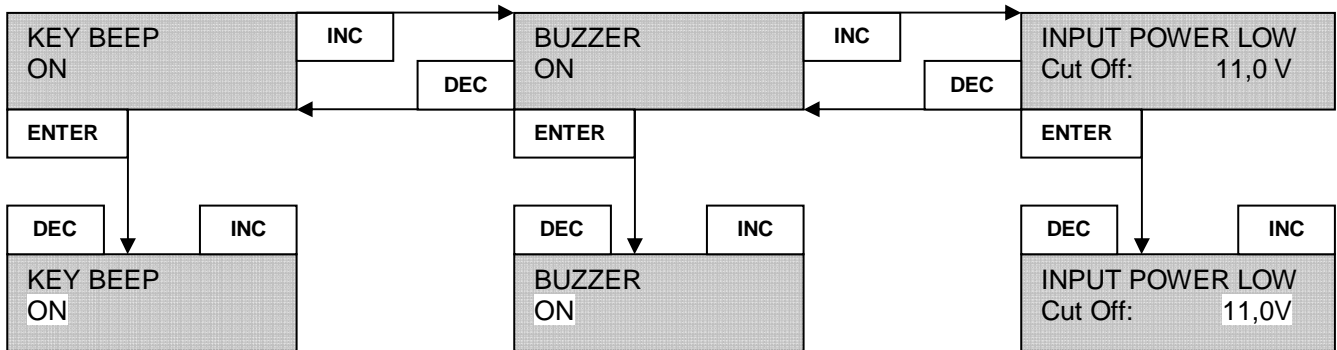 KEY BEEP
ON
INC
DEC
BUZZER
ON
INC
DEC
INPUT POWER LOW
Cut Off: 11,0 V
ENTER
ENTER
ENTER
DEC INC
KEY BEEP
ON
DEC INC
BUZZER
ON
DEC INC
INPUT POWER LOW
Cut Off: 11,0V